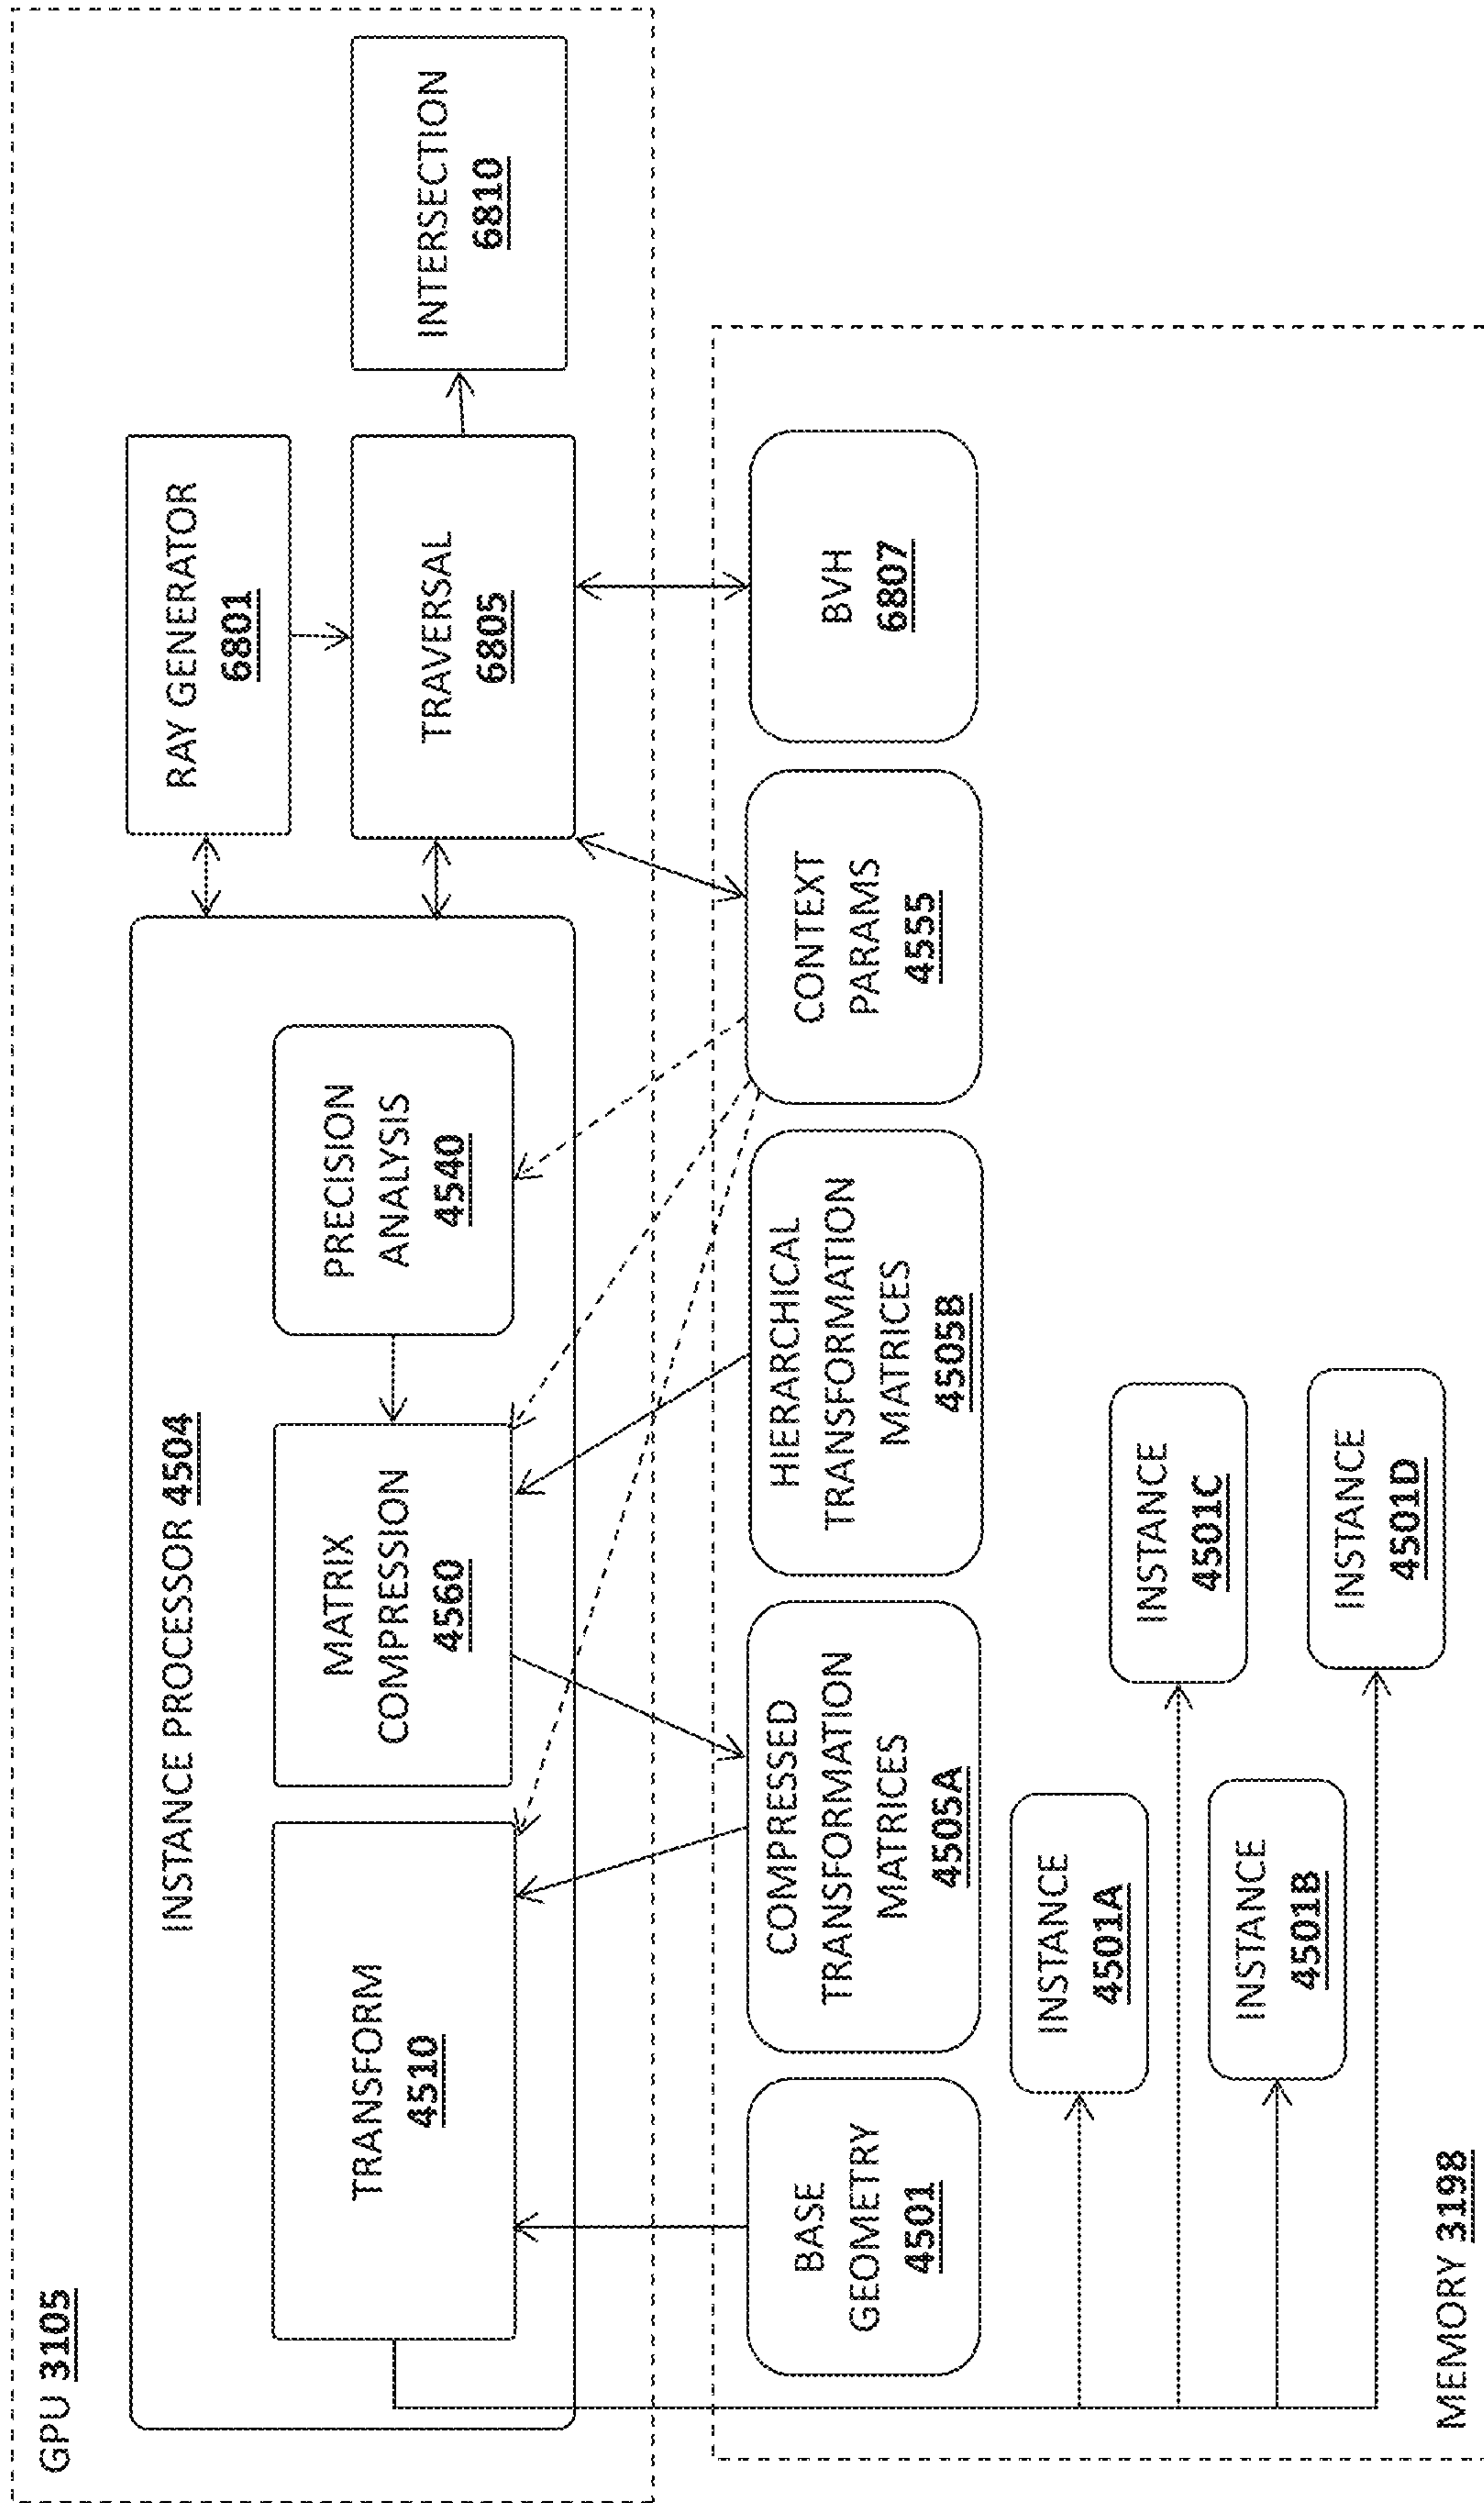 GPU 3105
INSTANCE PROCESSOR 4504
TRANSFORM
4510
MATRIX
COMPRESSION
4560
PRECISION
ANALYSIS
4540
RAY GENERATOR
6801
TRAVERSAL
6805
INTERSECTION
6810
BASE
GEOMETRY
4501
COMPRESSED
TRANSFORMATION
MATRICES
4505A
HIERARCHICAL
TRANSFORMATION
MATRICES
4505B
CONTEXT
PARAMS
4555
BVH
6807
INSTANCE
4501A
INSTANCE
4501C
INSTANCE
4501B
INSTANCE
4501D
MEMORY 3198